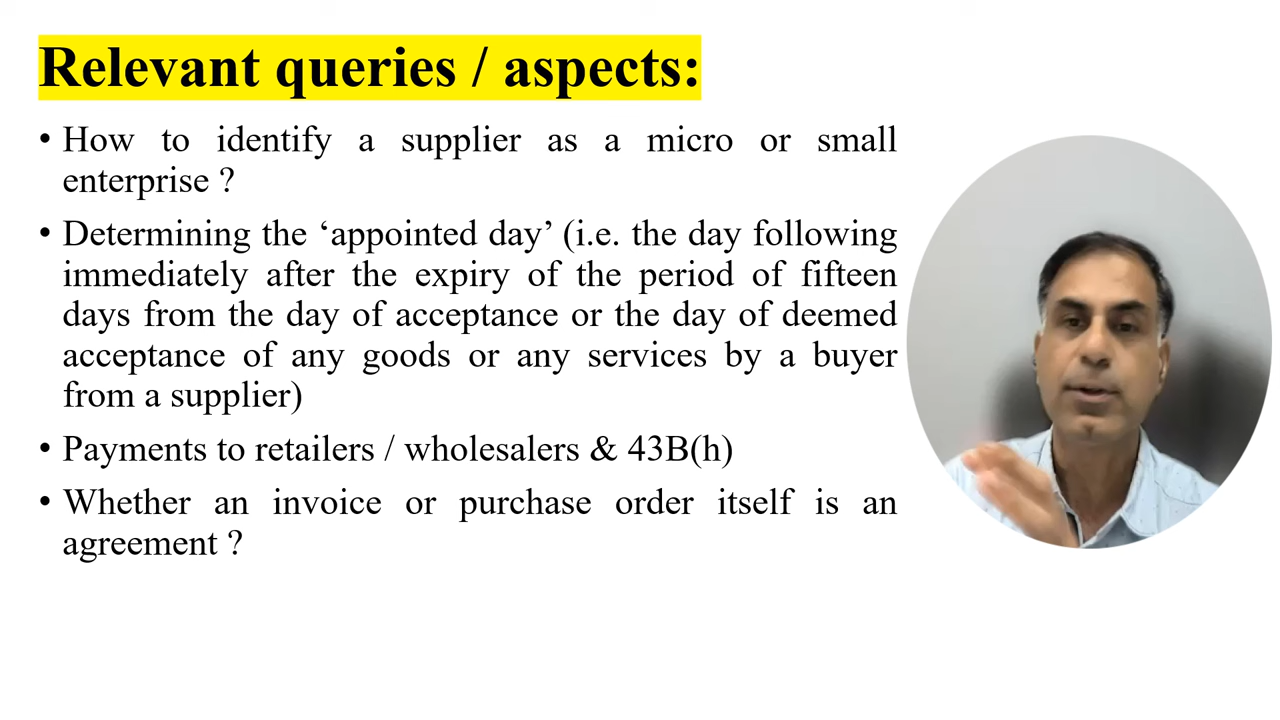 Relevant queries / aspects:
• How to identify a supplier as a micro or small
enterprise ?
• Determining the ‘appointed day’ (i.e. the day following
immediately after the expiry of the period of fifteen
days from the day of acceptance or the day of deemed
acceptance of any goods or any services by a buyer
from a supplier)
• Payments to retailers / wholesalers & 43B(h)
• Whether an invoice or purchase order itself is an
agreement ?